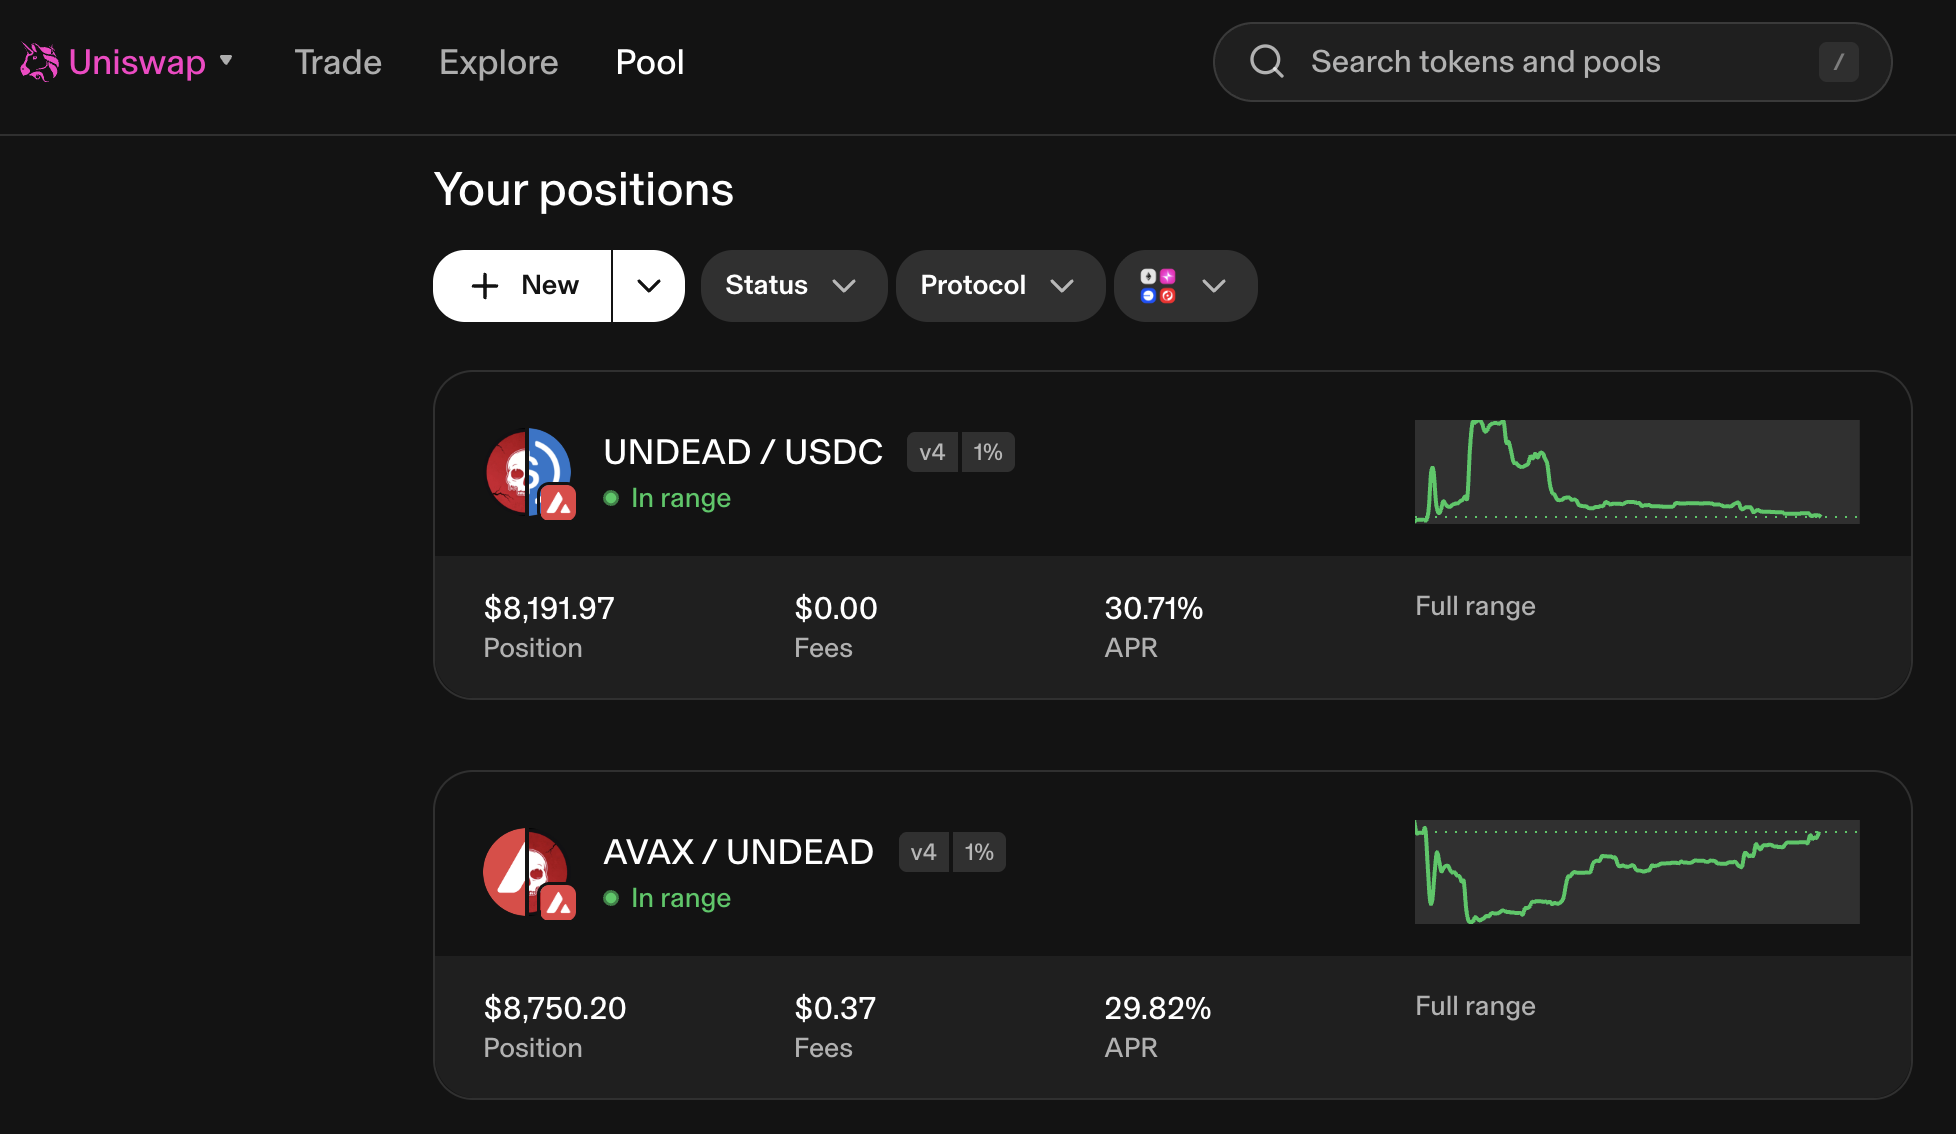 Uniswap Trade Explore Pool Search tokens and pools /
Your positions
New Status Protocol
UNDEAD / USDC v4 1%
In range
$8,191.97 $0.00 30.71% Full range
Position Fees APR
AVAX / UNDEAD v4 1%
In range
$8,750.20 $0.37 29.82% Full range
Position Fees APR